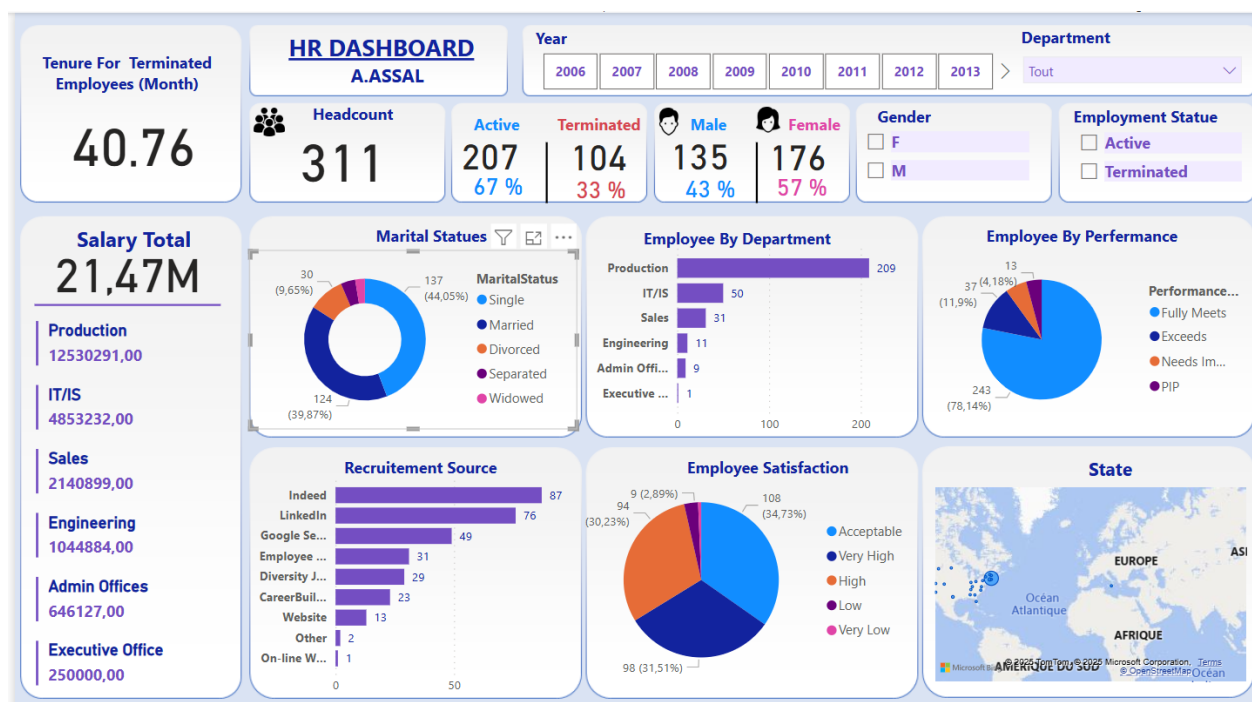 Tenure For Terminated
Employees (Month)
40.76
HR DASHBOARD
A.ASSAL
Year
2006
2007
2008
2009
2010
2011
2012
2013
Department
Tout
Headcount
311
Active
207
67 %
Terminated
104
33 %
Male
135
43 %
Female
176
57 %
Gender
F
M
Employment Statue
Active
Terminated
Salary Total
21,47M
Production
12530291,00
IT/IS
4853232,00
Sales
2140899,00
Engineering
1044884,00
Admin Offices
646127,00
Executive Office
250000,00
Marital Statues
30
(9,65%)
137
(44,05%)
124
(39,87%)
MaritalStatus
Single
Married
Divorced
Separated
Widowed
Employee By Department
Production 209
IT/IS 50
Sales 31
Engineering 11
Admin Offi... 9
Executive ... 1
0 100 200
Employee By Perfermance
13
(4,18%)
37
(11,9%)
243
(78,14%)
Performance...
Fully Meets
Exceeds
Needs Im...
PIP
Recruitement Source
Indeed 87
LinkedIn 76
Google Se... 49
Employee ... 31
Diversity J... 29
CareerBuil... 23
Website 13
Other 2
On-line W... 1
0 50
Employee Satisfaction
9 (2,89%)
94
(30,23%)
108
(34,73%)
98 (31,51%)
Acceptable
Very High
High
Low
Very Low
State
EUROPE
ASI
Océan
Atlantique
AFRIQUE
AMÉRIQUE DU SUD
Océan
Microsoft
© 2025 TomTom, © 2025 Microsoft Corporation, Terms
© OpenStreetMap